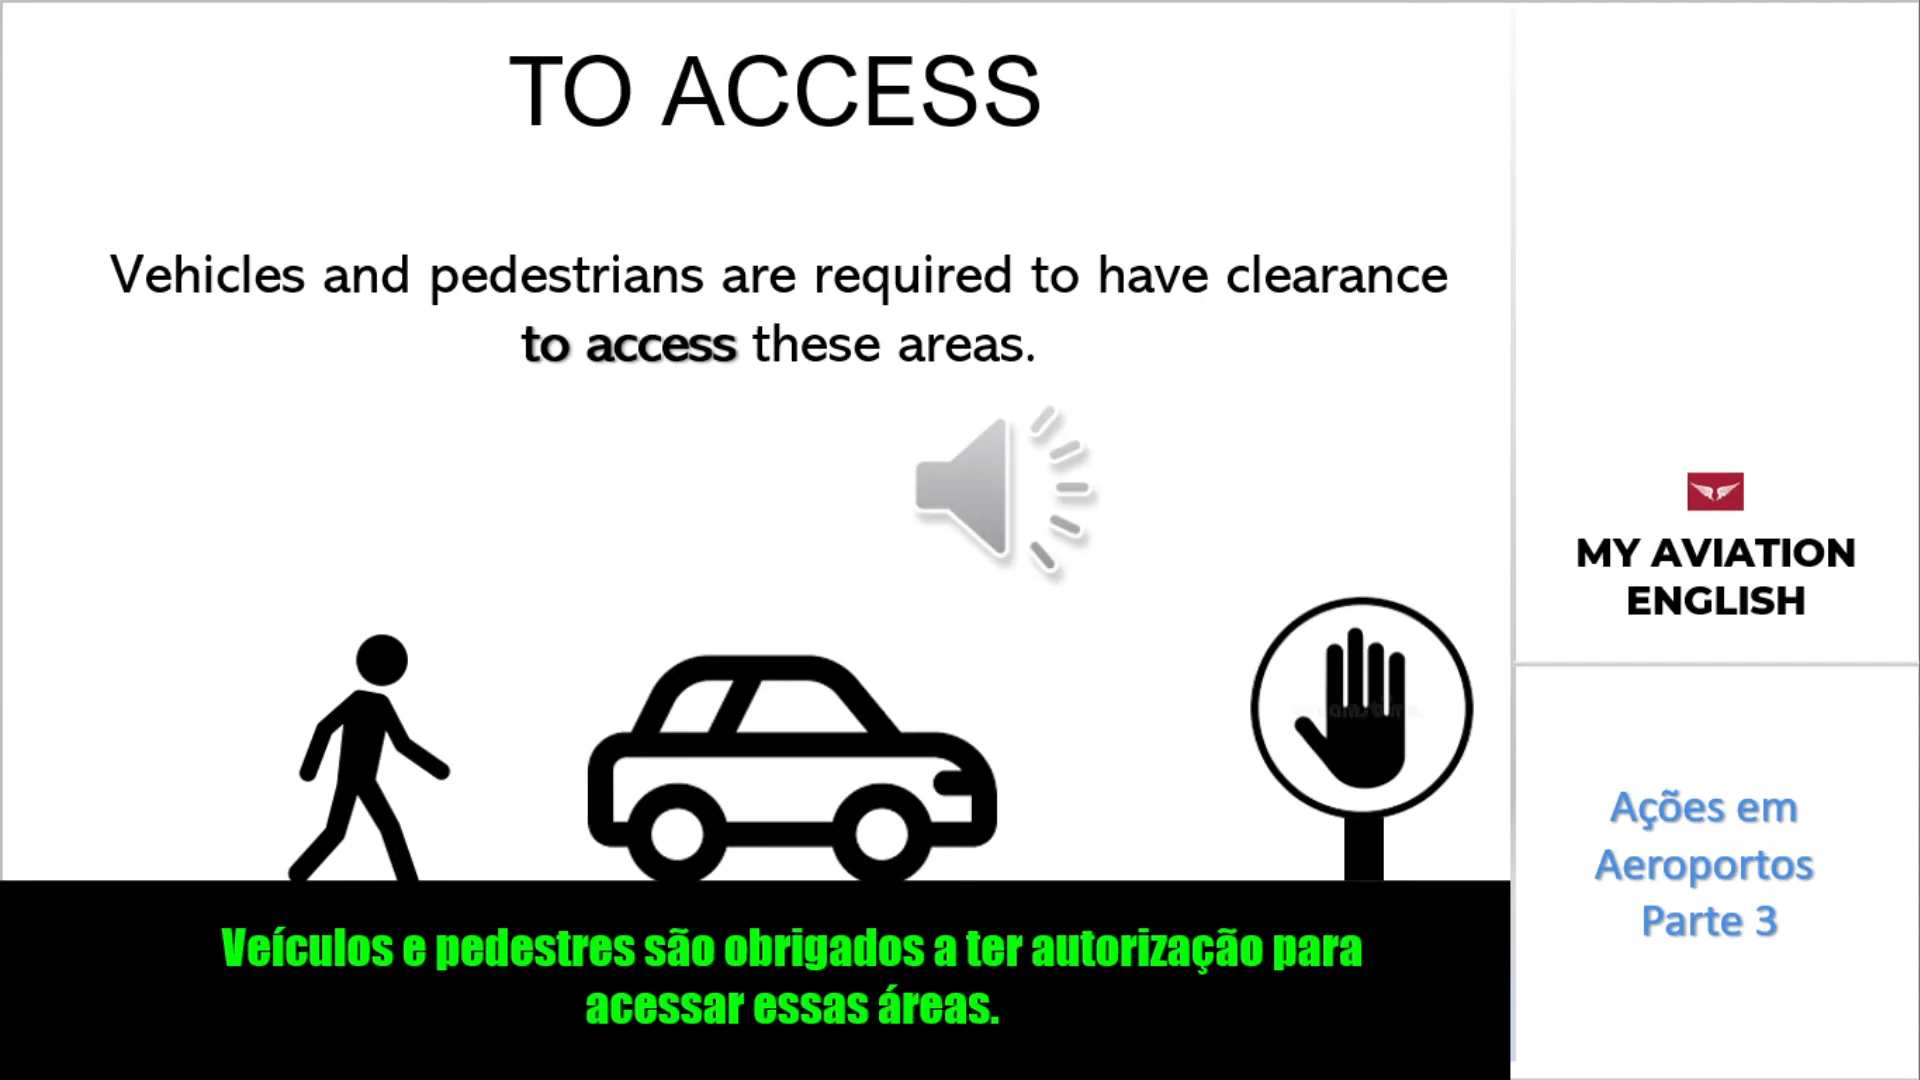 TO ACCESS
Vehicles and pedestrians are required to have clearance
to access these areas.
MY AVIATION
ENGLISH
Ações em
Aeroportos
Parte 3
Veículos e pedestres são obrigados a ter autorização para
acessar essas áreas.